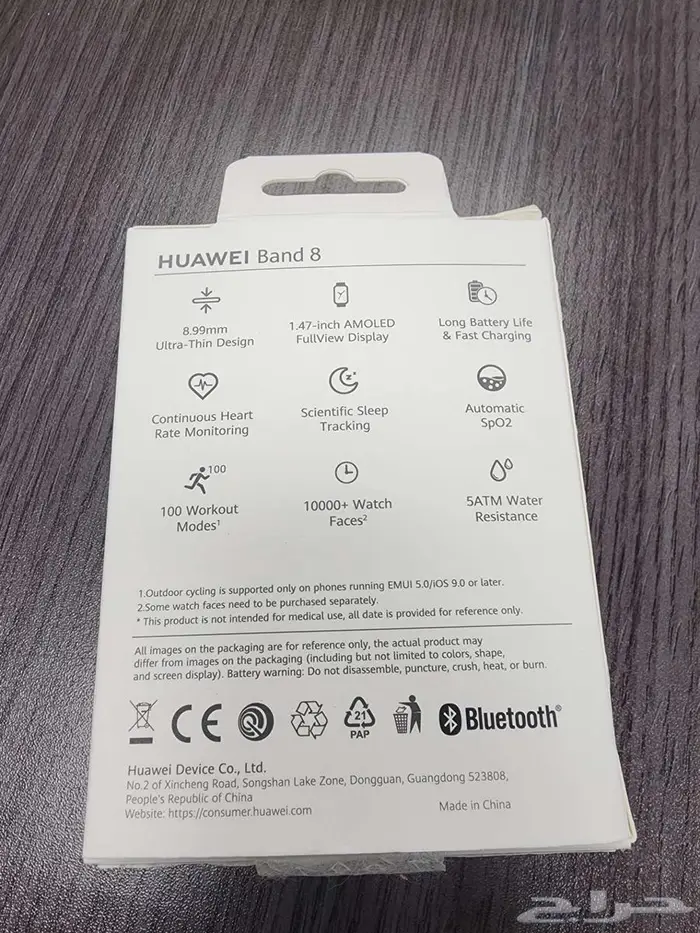 HUAWEI Band 8
8.99mm
Ultra-Thin Design
1.47-inch AMOLED
FullView Display
Long Battery Life
& Fast Charging
Continuous Heart
Rate Monitoring
Scientific Sleep
Tracking
Automatic
SpO2
100
100 Workout
Modes¹
10000+ Watch
Faces²
5ATM Water
Resistance
1.Outdoor cycling is supported only on phones running EMUI 5.0/iOS 9.0 or later.
2.Some watch faces need to be purchased separately.
* This product is not intended for medical use, all date is provided for reference only.
All images on the packaging are for reference only, the actual product may
differ from images on the packaging (including but not limited to colors, shape,
and screen display). Battery warning: Do not disassemble, puncture, crush, heat, or burn.
CE
21
PAP
Bluetooth®
Huawei Device Co., Ltd.
No.2 of Xincheng Road, Songshan Lake Zone, Dongguan, Guangdong 523808,
People's Republic of China
Website: https://consumer.huawei.com
Made in China
حراج